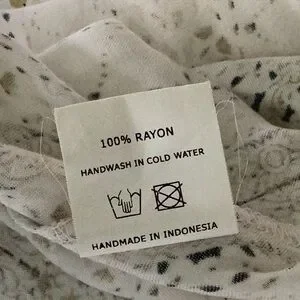 100% RAYON
HANDWASH IN COLD WATER
HANDMADE IN INDONESIA